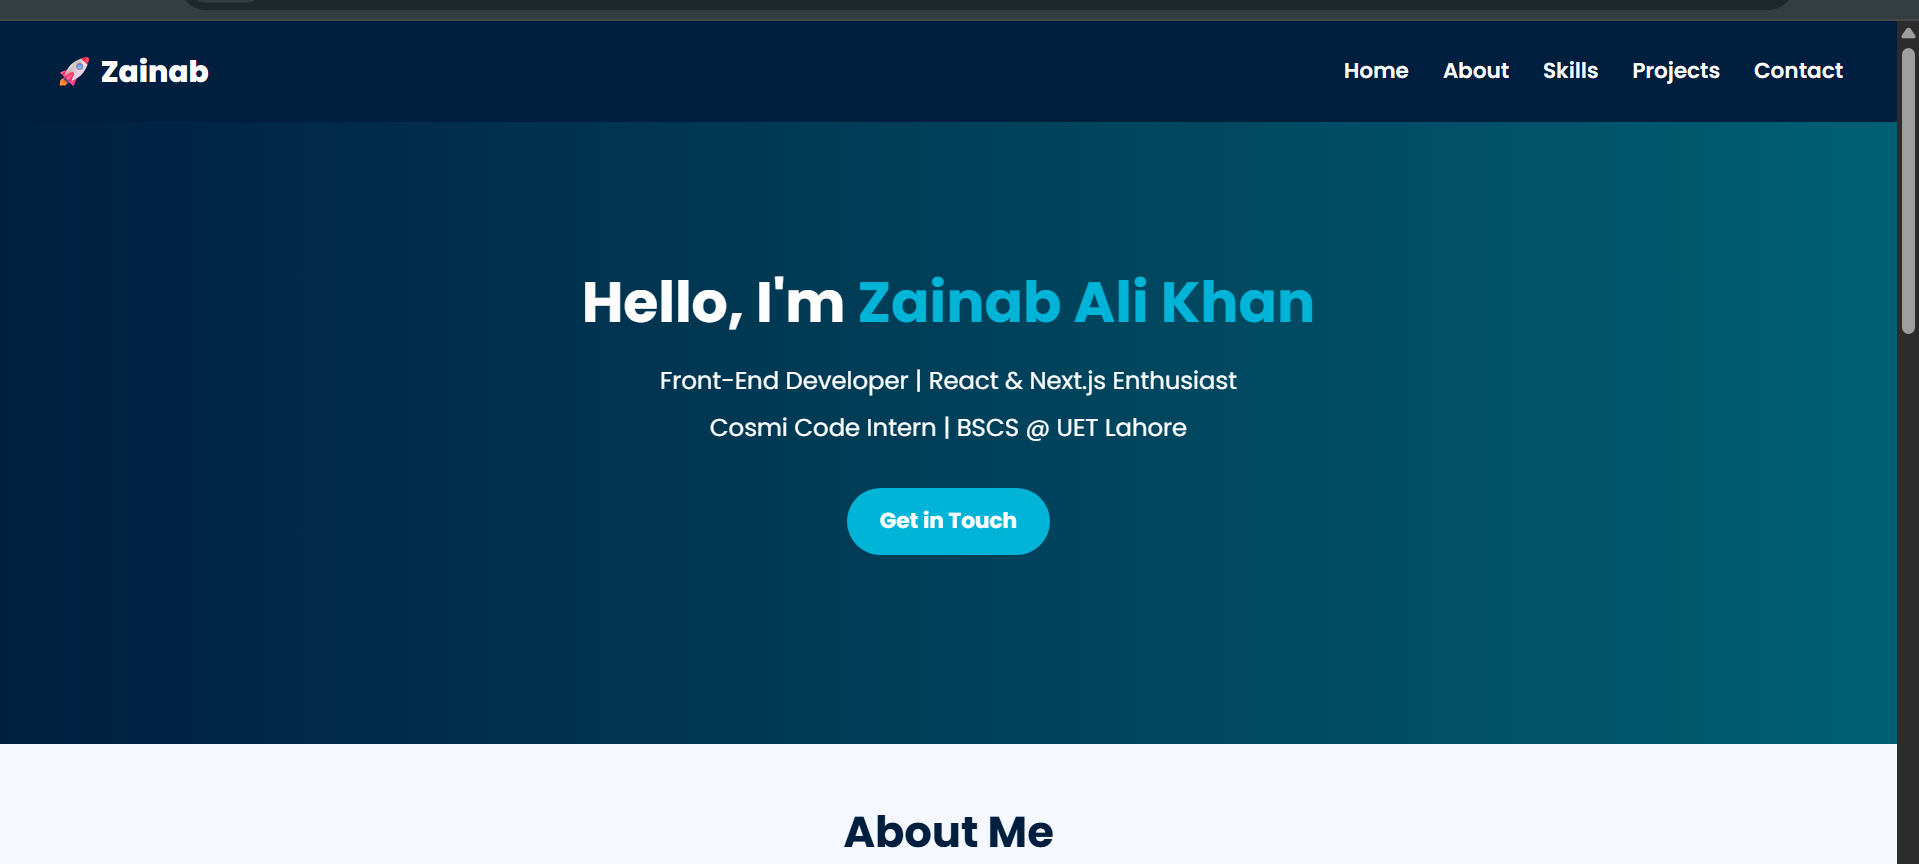 🚀 Zainab
Home About Skills Projects Contact
Hello, I'm Zainab Ali Khan
Front-End Developer | React & Next.js Enthusiast
Cosmi Code Intern | BSCS @ UET Lahore
Get in Touch
About Me